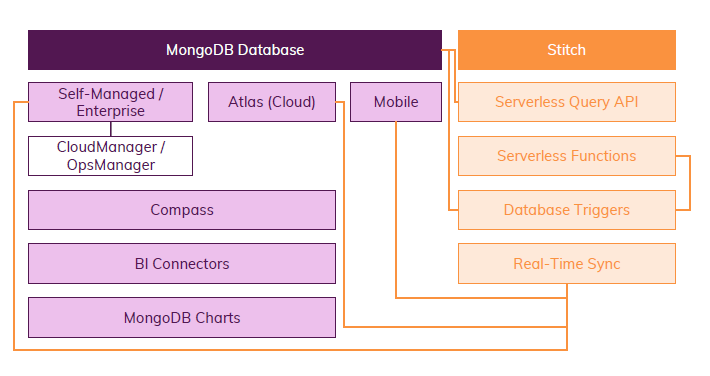 MongoDB Database
Stitch
Self-Managed /
Enterprise
Atlas (Cloud)
Mobile
Serverless Query API
CloudManager /
OpsManager
Serverless Functions
Compass
Database Triggers
BI Connectors
Real-Time Sync
MongoDB Charts